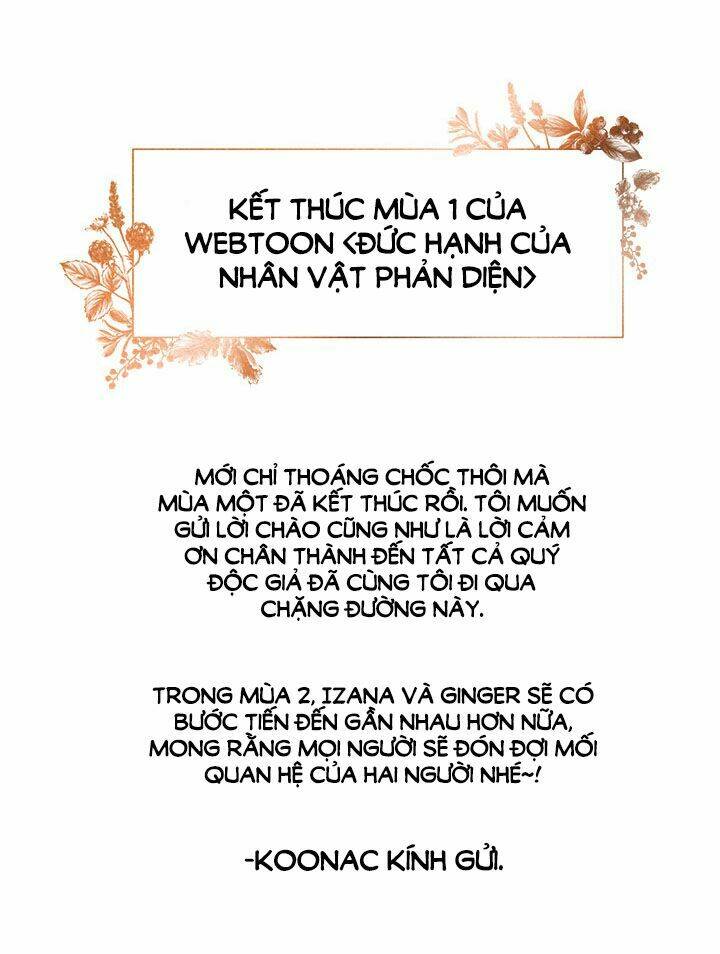 KẾT THÚC MÙA 1 CỦA
WEBTOON <ĐỨC HẠNH CỦA
NHÂN VẬT PHẢN DIỆN>
MỚI CHỈ THOÁNG CHỐC THÔI MÀ
MÙA MỘT ĐÃ KẾT THÚC RỒI. TÔI MUỐN
GỬI LỜI CHÀO CŨNG NHƯ LÀ LỜI CẢM
ƠN CHÂN THÀNH ĐẾN TẤT CẢ QUÝ
ĐỘC GIẢ ĐÃ CÙNG TÔI ĐI QUA
CHẶNG ĐƯỜNG NÀY.
TRONG MÙA 2, IZANA VÀ GINGER SẼ CÓ
BƯỚC TIẾN ĐẾN GẦN NHAU HƠN NỮA,
MONG RẰNG MỌI NGƯỜI SẼ ĐÓN ĐỢI MỐI
QUAN HỆ CỦA HAI NGƯỜI NHÉ~!
-KOONAC KÍNH GỬI.